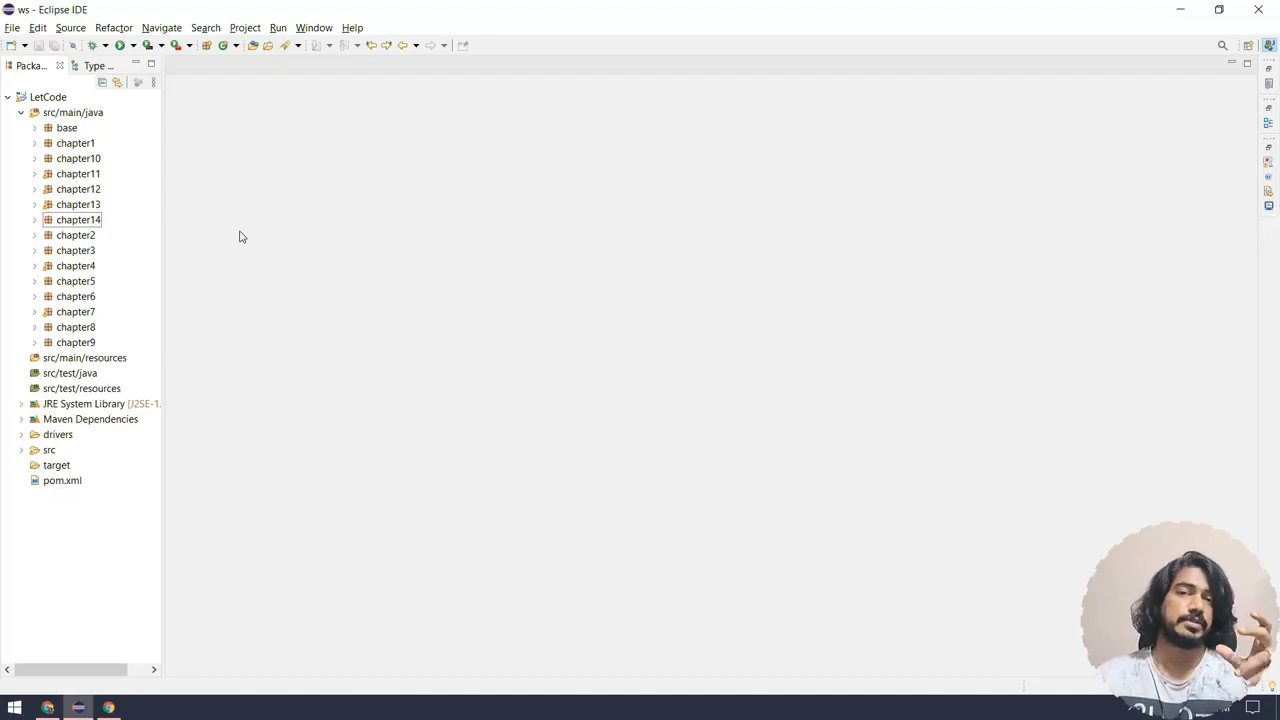 ws - Eclipse IDE
File Edit Source Refactor Navigate Search Project Run Window Help
Packa... Type ...
LetCode
src/main/java
base
chapter1
chapter10
chapter11
chapter12
chapter13
chapter14
chapter2
chapter3
chapter4
chapter5
chapter6
chapter7
chapter8
chapter9
src/main/resources
src/test/java
src/test/resources
JRE System Library [J2SE-1.
Maven Dependencies
drivers
src
target
pom.xml